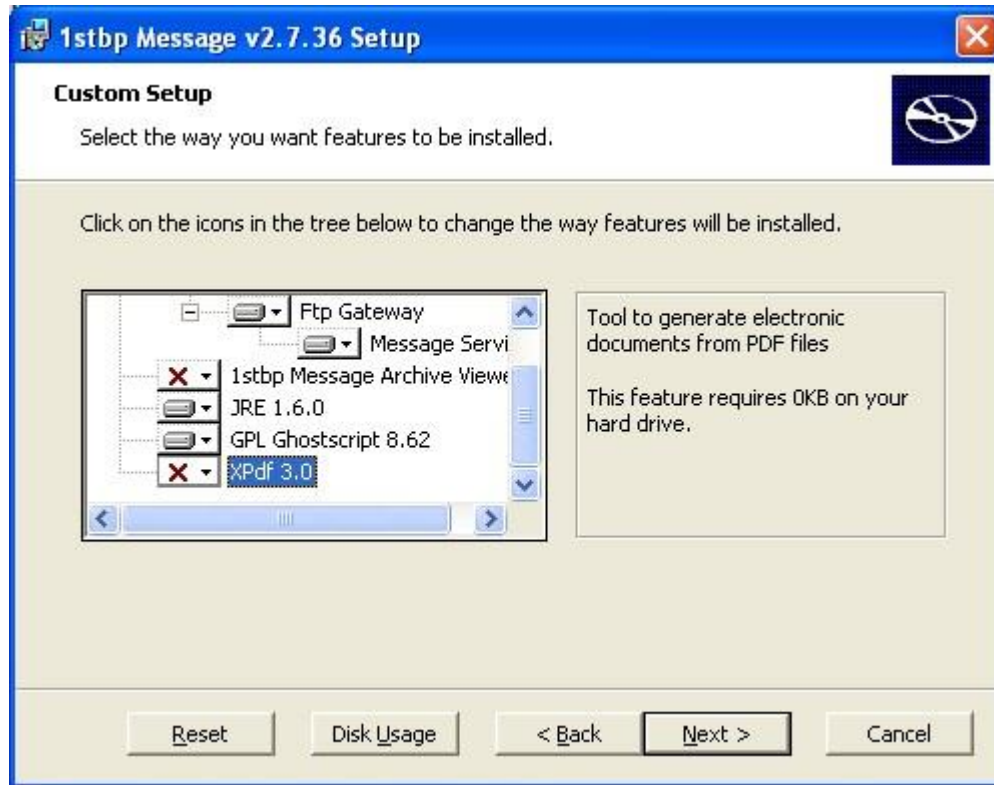 1stbp Message v2.7.36 Setup
Custom Setup
Select the way you want features to be installed.
Click on the icons in the tree below to change the way features will be installed.
Ftp Gateway
Message Servi
1stbp Message Archive Viewe
JRE 1.6.0
GPL Ghostscript 8.62
XPdf 3.0
Tool to generate electronic
documents from PDF files
This feature requires 0KB on your
hard drive.
Reset
Disk Usage
< Back
Next >
Cancel